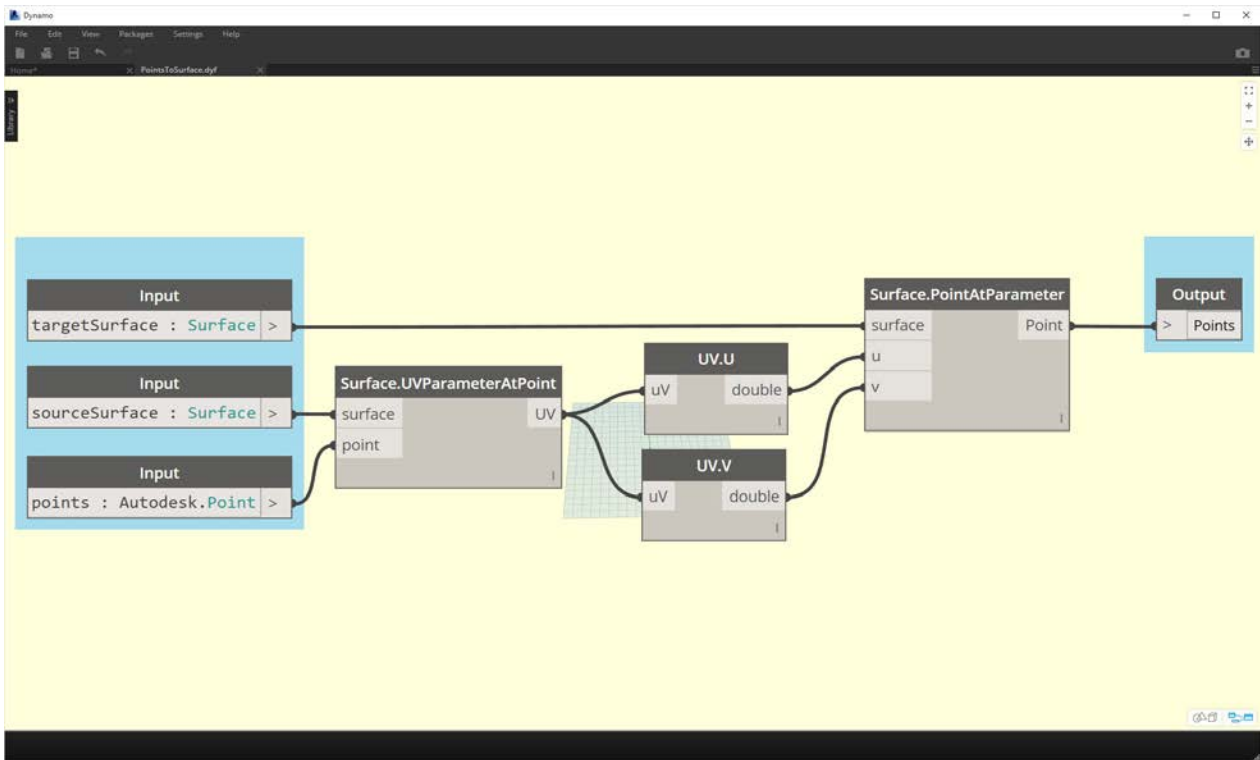 Dynamo
File Edit View Packages Settings Help
Home* PointsToSurface.dyf
Library
Input
targetSurface : Surface >
Input
sourceSurface : Surface >
Input
points : Autodesk.Point >
Surface.UVParameterAtPoint
surface UV
point
UV.U
uV double
UV.V
uV double
Surface.PointAtParameter
surface Point
u
v
Output
> Points